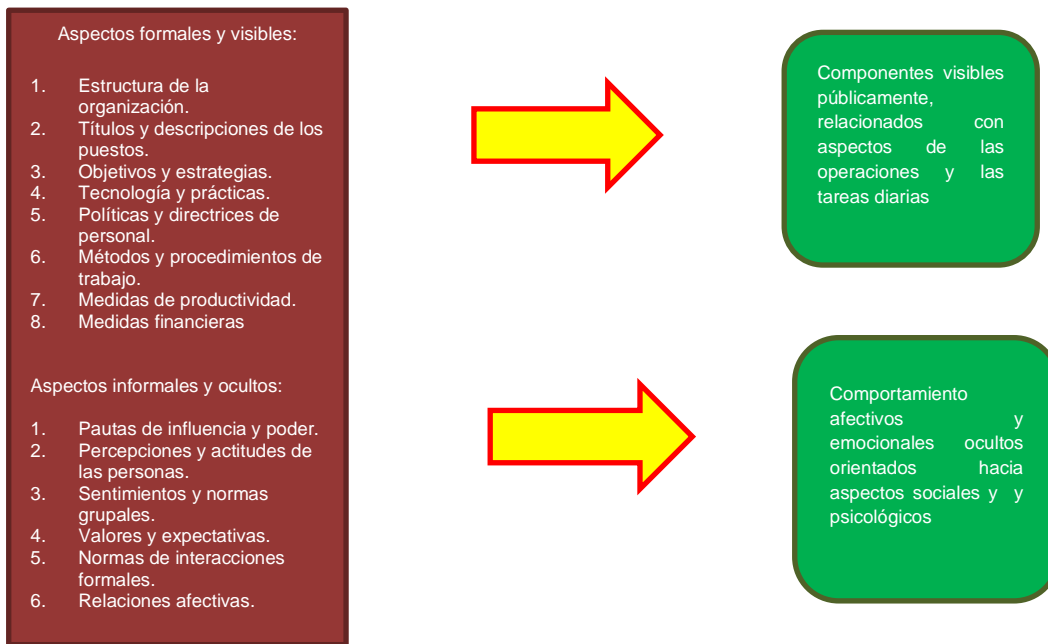 Aspectos formales y visibles:
1. Estructura de la
organización.
2. Títulos y descripciones de los
puestos.
3. Objetivos y estrategias.
4. Tecnología y prácticas.
5. Políticas y directrices de
personal.
6. Métodos y procedimientos de
trabajo.
7. Medidas de productividad.
8. Medidas financieras
Aspectos informales y ocultos:
1. Pautas de influencia y poder.
2. Percepciones y actitudes de
las personas.
3. Sentimientos y normas
grupales.
4. Valores y expectativas.
5. Normas de interacciones
formales.
6. Relaciones afectivas.
Componentes visibles
públicamente,
relacionados con
aspectos de las
operaciones y las
tareas diarias
Comportamiento
afectivos y
emocionales ocultos
orientados hacia
aspectos sociales y y
psicológicos